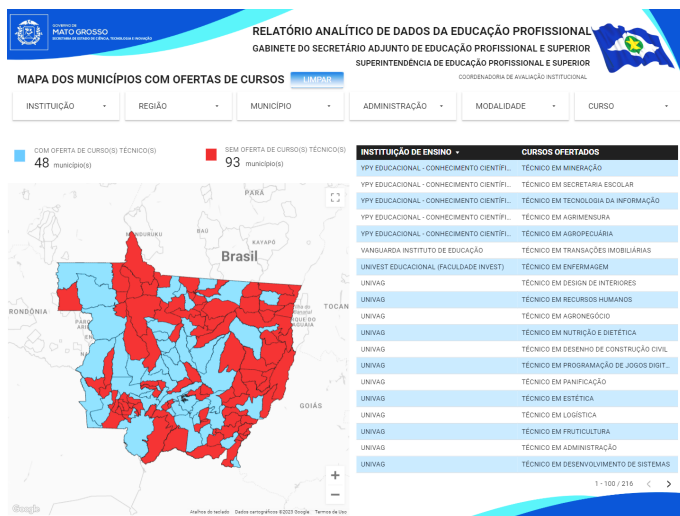 GOVERNO DE
MATO GROSSO
SECRETARIA DE ESTADO DE CIÊNCIA, TECNOLOGIA E INOVAÇÃO
RELATÓRIO ANALÍTICO DE DADOS DA EDUCAÇÃO PROFISSIONAL
GABINETE DO SECRETÁRIO ADJUNTO DE EDUCAÇÃO PROFISSIONAL E SUPERIOR
SUPERINTENDÊNCIA DE EDUCAÇÃO PROFISSIONAL E SUPERIOR
COORDENADORIA DE AVALIAÇÃO INSTITUCIONAL
MAPA DOS MUNICÍPIOS COM OFERTAS DE CURSOS LIMPAR
INSTITUIÇÃO REGIÃO MUNICÍPIO ADMINISTRAÇÃO MODALIDADE CURSO
COM OFERTA DE CURSO(S) TÉCNICO(S)
48 município(s)
SEM OFERTA DE CURSO(S) TÉCNICO(S)
93 município(s)
INSTITUIÇÃO DE ENSINO CURSOS OFERTADOS
YPY EDUCACIONAL - CONHECIMENTO CIENTÍFI... TÉCNICO EM MINERAÇÃO
YPY EDUCACIONAL - CONHECIMENTO CIENTÍFI... TÉCNICO EM SECRETARIA ESCOLAR
YPY EDUCACIONAL - CONHECIMENTO CIENTÍFI... TÉCNICO EM TECNOLOGIA DA INFORMAÇÃO
YPY EDUCACIONAL - CONHECIMENTO CIENTÍFI... TÉCNICO EM AGRIMENSURA
YPY EDUCACIONAL - CONHECIMENTO CIENTÍFI... TÉCNICO EM AGROPECUÁRIA
VANGUARDA INSTITUTO DE EDUCAÇÃO TÉCNICO EM TRANSAÇÕES IMOBILIÁRIAS
UNIVEST EDUCACIONAL (FACULDADE INVEST) TÉCNICO EM ENFERMAGEM
UNIVAG TÉCNICO EM DESIGN DE INTERIORES
UNIVAG TÉCNICO EM RECURSOS HUMANOS
UNIVAG TÉCNICO EM AGRONEGÓCIO
UNIVAG TÉCNICO EM NUTRIÇÃO E DIETÉTICA
UNIVAG TÉCNICO EM DESENHO DE CONSTRUÇÃO CIVIL
UNIVAG TÉCNICO EM PROGRAMAÇÃO DE JOGOS DIGIT...
UNIVAG TÉCNICO EM PANIFICAÇÃO
UNIVAG TÉCNICO EM ESTÉTICA
UNIVAG TÉCNICO EM LOGÍSTICA
UNIVAG TÉCNICO EM FRUTICULTURA
UNIVAG TÉCNICO EM ADMINISTRAÇÃO
UNIVAG TÉCNICO EM DESENVOLVIMENTO DE SISTEMAS
1 - 100 / 216
PARÁ
BAÚ
KAYAPÓ
Brasil
RONDÔNIA
TOCAN
GOIÁS
Google
Atalhos do teclado Dados cartográficos ©2023 Google Termos de Uso